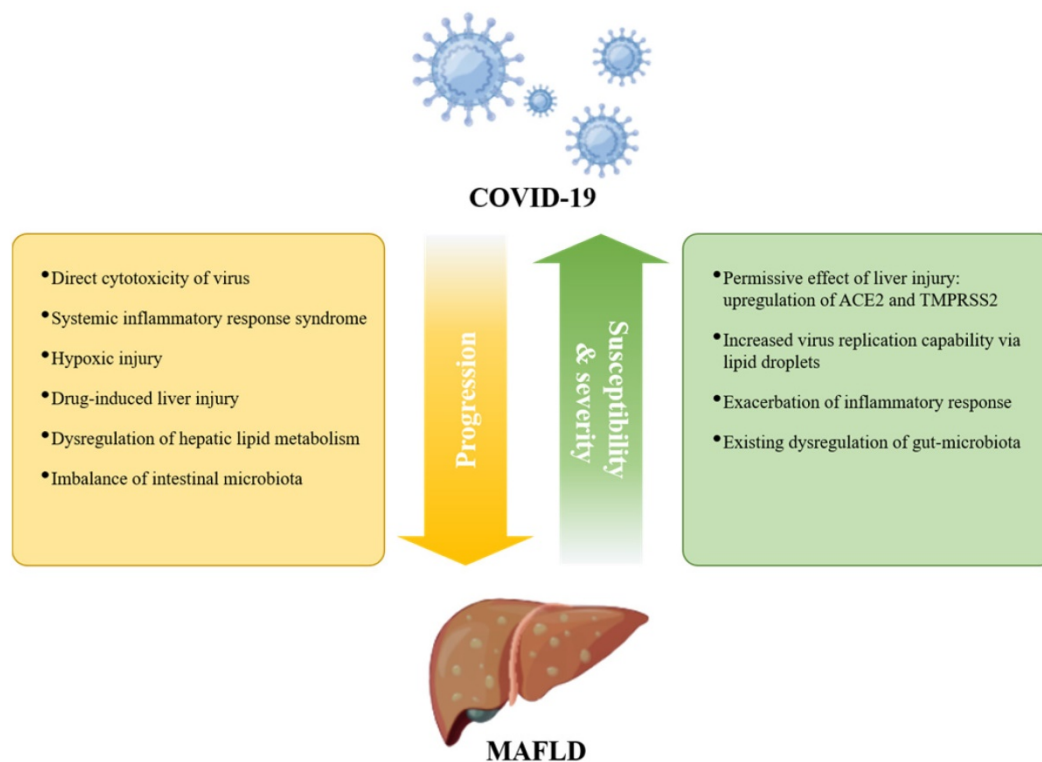 COVID-19
• Direct cytotoxicity of virus
• Systemic inflammatory response syndrome
• Hypoxic injury
• Drug-induced liver injury
• Dysregulation of hepatic lipid metabolism
• Imbalance of intestinal microbiota
Progression
Susceptibility
& severity
• Permissive effect of liver injury:
upregulation of ACE2 and TMPRSS2
• Increased virus replication capability via
lipid droplets
• Exacerbation of inflammatory response
• Existing dysregulation of gut-microbiota
MAFLD